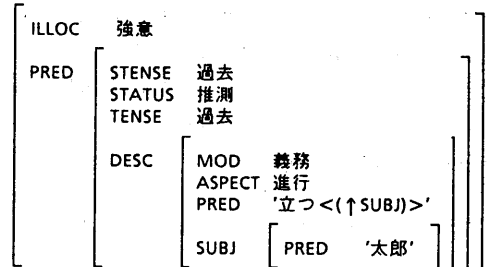 ILLOC 強意
PRED STENSE 過去
STATUS 推測
TENSE 過去
DESC MOD 義務
ASPECT 進行
PRED '立つ<(↑SUBJ)>'
SUBJ PRED '太郎'